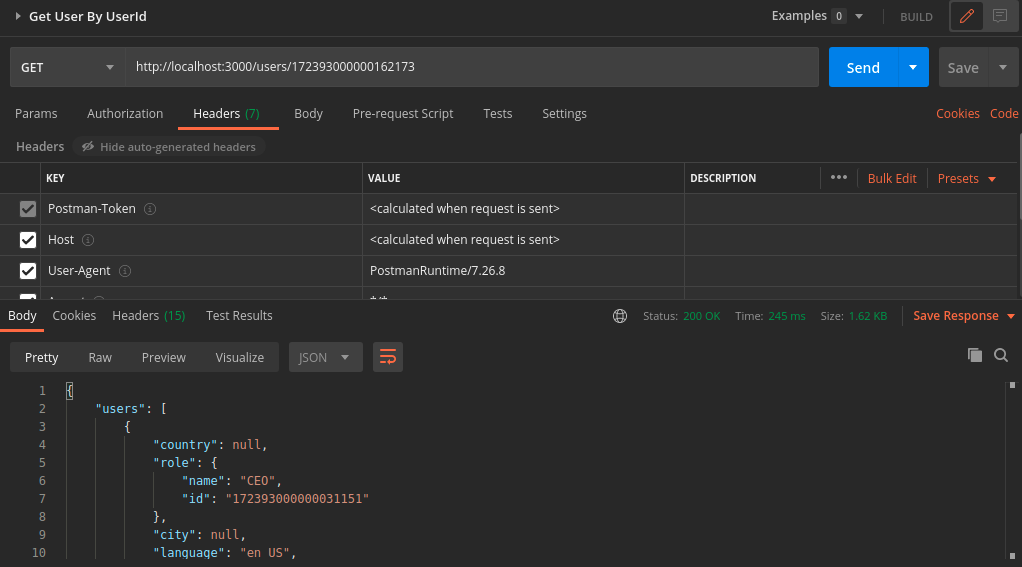 Get User By UserId Examples 0 BUILD
GET http://localhost:3000/users/172393000000162173 Send Save
Params Authorization Headers (7) Body Pre-request Script Tests Settings Cookies Code
Headers Hide auto-generated headers
KEY VALUE DESCRIPTION ••• Bulk Edit Presets
Postman-Token <calculated when request is sent>
Host <calculated when request is sent>
User-Agent PostmanRuntime/7.26.8
Body Cookies Headers (15) Test Results Status: 200 OK Time: 245 ms Size: 1.62 KB Save Response
Pretty Raw Preview Visualize JSON
1 {
2 "users": [
3 {
4 "country": null,
5 "role": {
6 "name": "CEO",
7 "id": "172393000000031151"
8 },
9 "city": null,
10 "language": "en US",